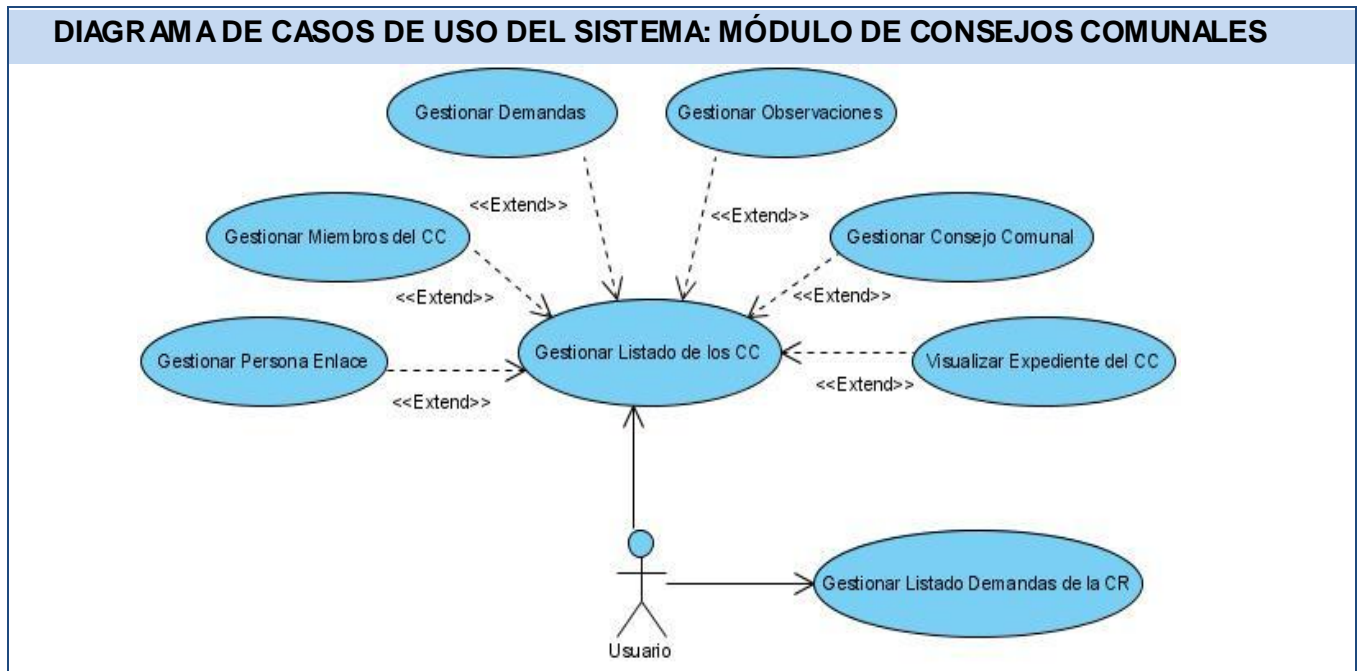 DIAGRAMA DE CASOS DE USO DEL SISTEMA: MÓDULO DE CONSEJOS COMUNALES
Gestionar Demandas
Gestionar Observaciones
<<Extend>>
<<Extend>>
Gestionar Miembros del CC
Gestionar Consejo Comunal
<<Extend>>
<<Extend>>
Gestionar Persona Enlace
Gestionar Listado de los CC
Visualizar Expediente del CC
<<Extend>>
<<Extend>>
Gestionar Listado Demandas de la CR
Usuario